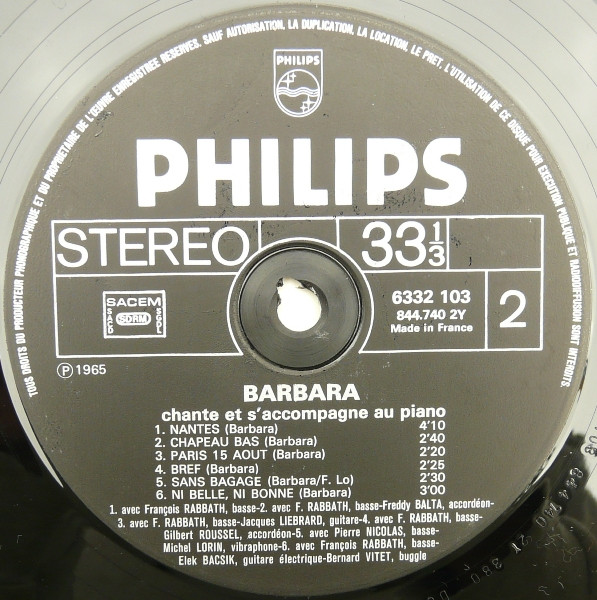 TOUS DROITS DU PRODUCTEUR PHONOGRAPHIQUE ET DU PROPRIETAIRE DE L'ŒUVRE ENREGISTREE RESERVES. SAUF AUTORISATION, LA DUPLICATION, LA LOCATION, LE PRET, L'UTILISATION DE CE DISQUE POUR EXECUTION PUBLIQUE ET RADIODIFFUSION SONT INTERDITS.
PHILIPS
PHILIPS
STEREO 33 1/3
SACEM
SACD SDRM SGDL
6332 103
844.740 2Y
Made in France
2
Ⓟ 1965
BARBARA
chante et s'accompagne au piano
1. NANTES (Barbara) 4'10
2. CHAPEAU BAS (Barbara) 2'40
3. PARIS 15 AOUT (Barbara) 2'20
4. BREF (Barbara) 2'25
5. SANS BAGAGE (Barbara/F. Lo) 2'30
6. NI BELLE, NI BONNE (Barbara) 3'00
1. avec François RABBATH, basse-2. avec F. RABBATH, basse-Freddy BALTA, accordéon-
3. avec F. RABBATH, basse-Jacques LIEBRARD, guitare-4. avec F. RABBATH, basse-
Gilbert ROUSSEL, accordéon-5. avec Pierre NICOLAS, basse-
Michel LORIN, vibraphone-6. avec François RABBATH, basse-
Elek BACSIK, guitare électrique-Bernard VITET, buggle